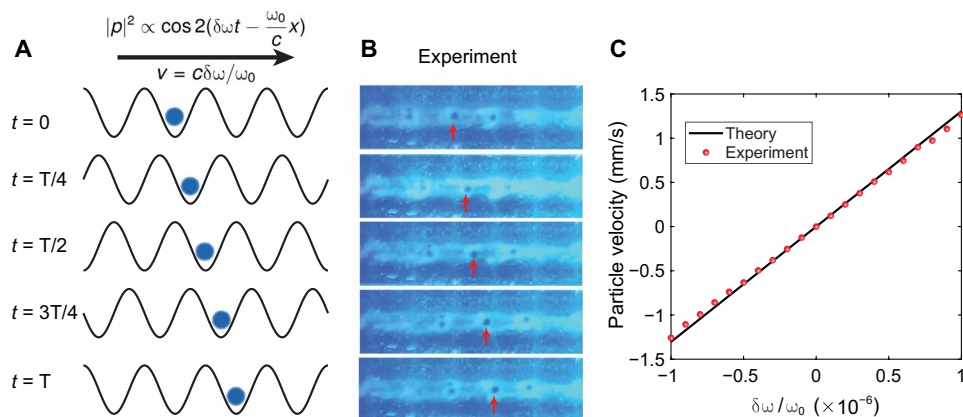 |p|² ∝ cos2(δωt − ω₀/c x)
v = cδω/ω₀
A
t = 0
t = T/4
t = T/2
t = 3T/4
t = T
B
Experiment
C
Particle velocity (mm/s)
1.5
1
0.5
0
-0.5
-1
-1.5
Theory
Experiment
-1
-0.5
0
0.5
1
δω/ω₀ (×10⁻⁶)